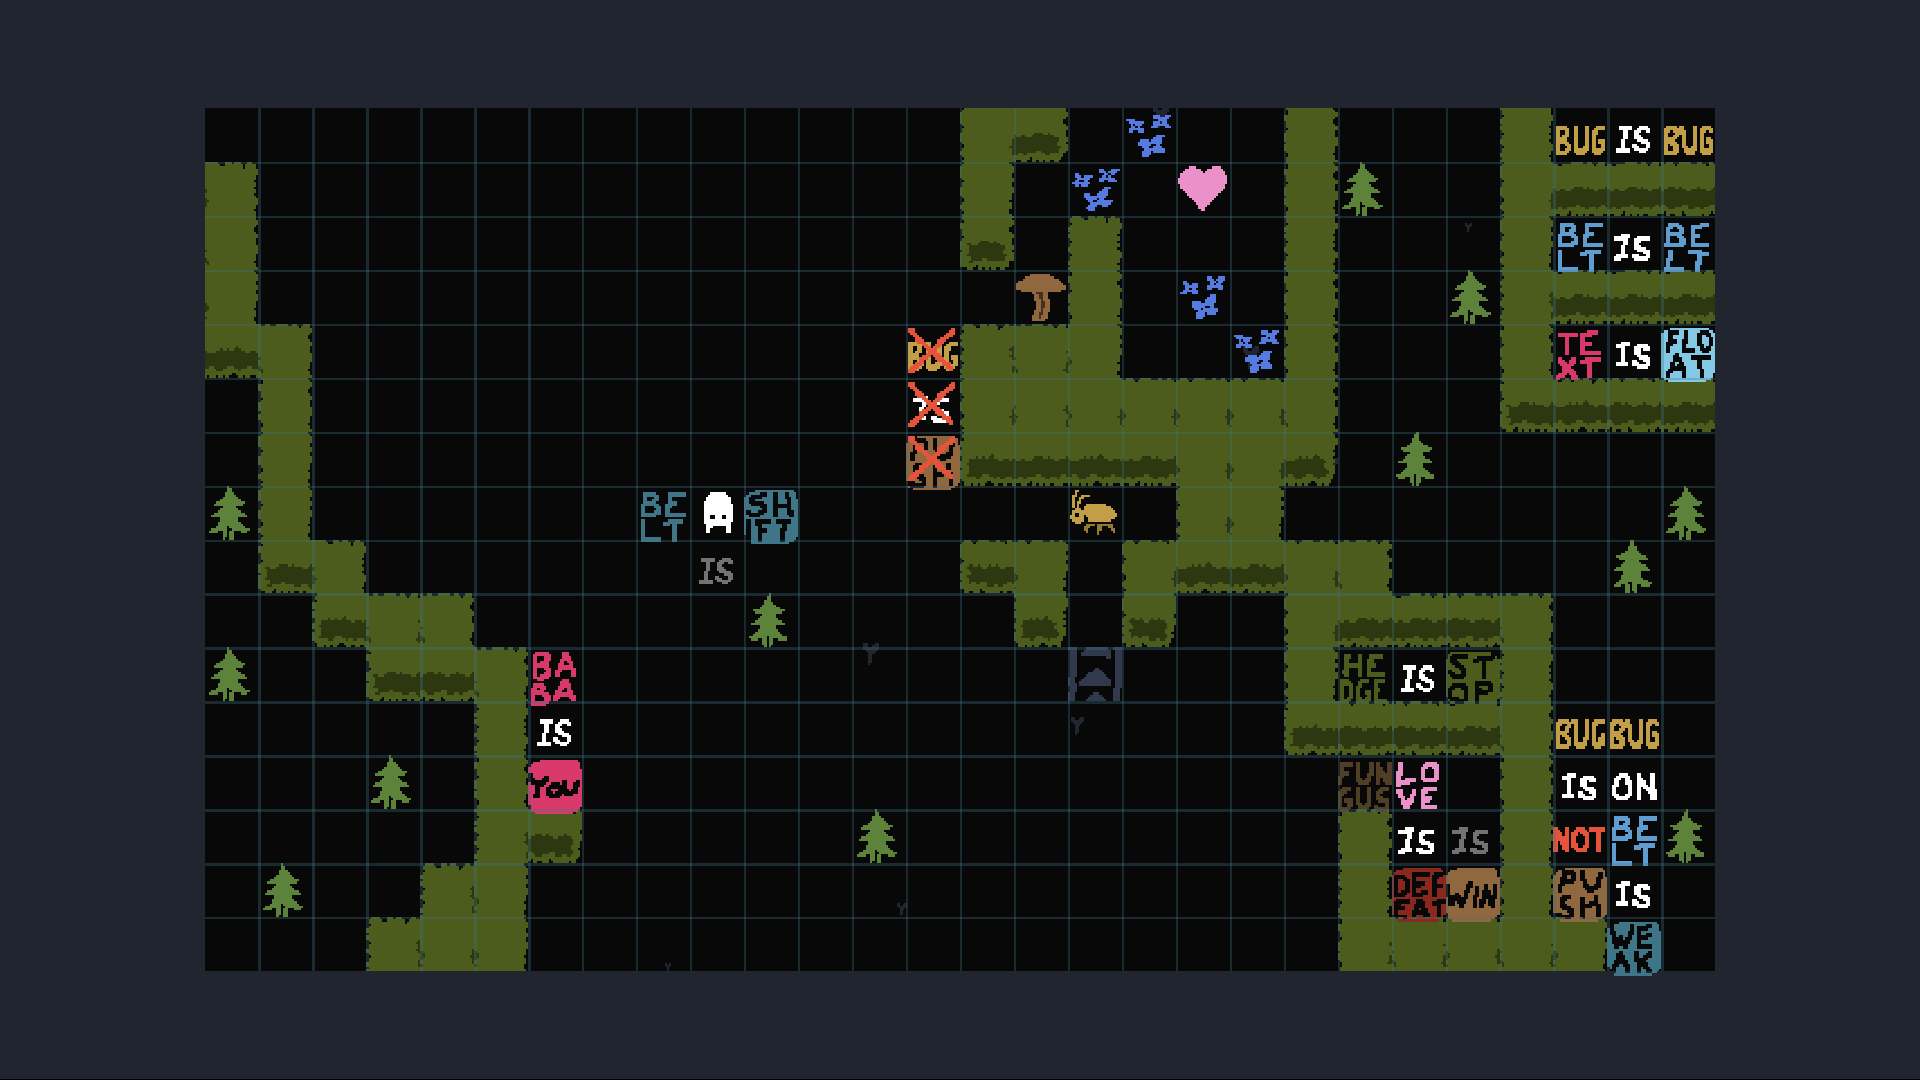 BUG IS BUG
BELT IS BELT
BUG
IS
TEXT IS FLOAT
BELT SHIFT
IS
BABA
IS
YOU
HEDGE IS STOP
BUG BUG
IS ON
NOT BELT
PUSH IS
WEAK
FUNGUS LOVE
IS IS
DEFEAT WIN